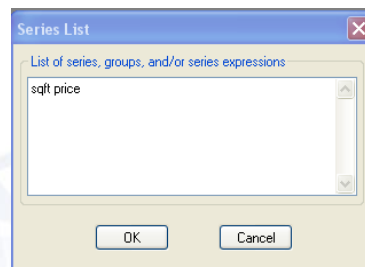 Series List
List of series, groups, and/or series expressions
sqft price
OK
Cancel